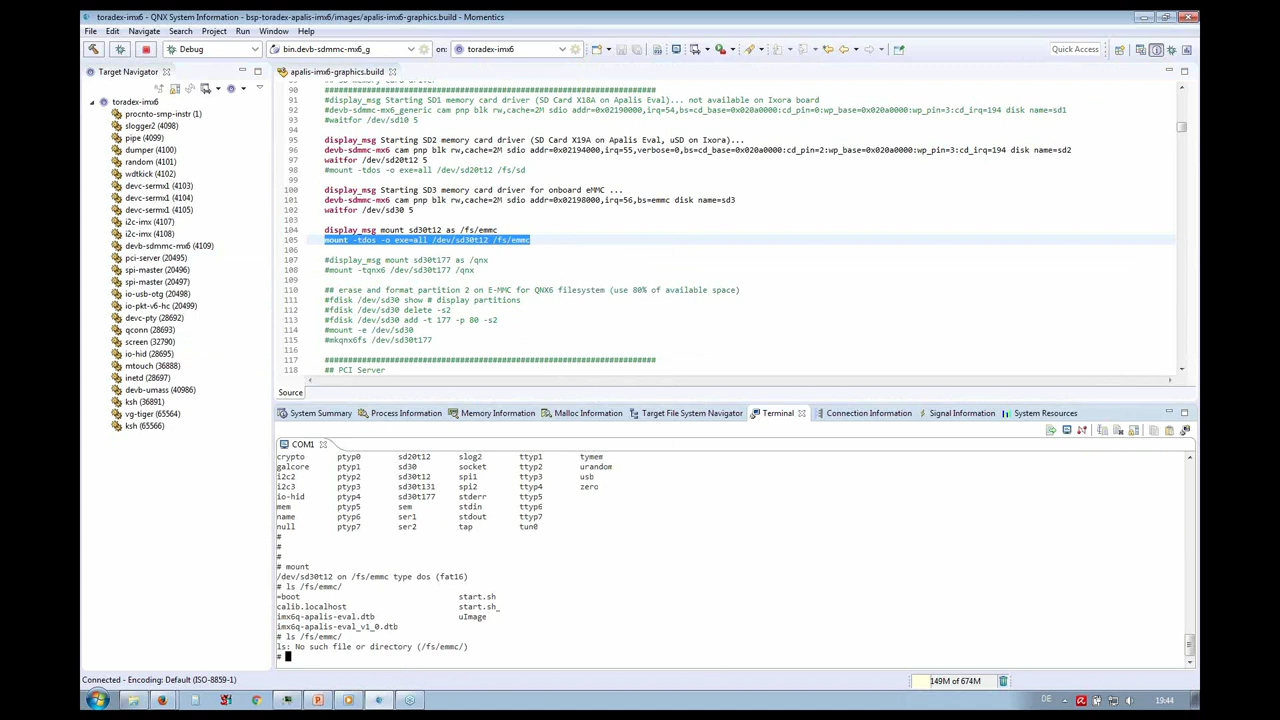 toradex-imx6 - QNX System Information - bsp-toradex-apalis-imx6/images/apalis-imx6-graphics.build - Momentics
File Edit Navigate Search Project Run Window Help
Debug bin.devb-sdmmc-mx6_g on: toradex-imx6 Quick Access
Target Navigator
toradex-imx6
procnto-smp-instr (1)
slogger2 (4098)
pipe (4099)
dumper (4100)
random (4101)
wdtkick (4102)
devc-sermx1 (4103)
devc-sermx1 (4104)
devc-sermx1 (4105)
i2c-imx (4107)
i2c-imx (4108)
devb-sdmmc-mx6 (4109)
pci-server (20495)
spi-master (20496)
spi-master (20497)
io-usb-otg (20498)
io-pkt-v6-hc (20499)
devc-pty (28692)
qconn (28693)
screen (32790)
io-hid (28695)
mtouch (36888)
inetd (28697)
devb-umass (40986)
ksh (36891)
vg-tiger (65564)
ksh (65566)
apalis-imx6-graphics.build
90 ###############################################################################
91 #display_msg Starting SD1 memory card driver (SD Card X18A on Apalis Eval)... not available on Ixora board
92 #devb-sdmmc-mx6_generic cam pnp blk rw,cache=2M sdio addr=0x02190000,irq=54,bs=cd_base=0x020a0000:cd_pin=0:wp_base=0x020a0000:wp_pin=3:cd_irq=194 disk name=sd1
93 #waitfor /dev/sd10 5
94
95 display_msg Starting SD2 memory card driver (SD Card X19A on Apalis Eval, uSD on Ixora)...
96 devb-sdmmc-mx6 cam pnp blk rw,cache=2M sdio addr=0x02194000,irq=55,verbose=0,bs=cd_base=0x020a0000:cd_pin=2:wp_base=0x020a0000:wp_pin=3:cd_irq=194 disk name=sd2
97 waitfor /dev/sd20t12 5
98 #mount -tdos -o exe=all /dev/sd20t12 /fs/sd
99
100 display_msg Starting SD3 memory card driver for onboard eMMC ...
101 devb-sdmmc-mx6 cam pnp blk rw,cache=2M sdio addr=0x02198000,irq=56,bs=emmc disk name=sd3
102 waitfor /dev/sd30 5
103
104 display_msg mount sd30t12 as /fs/emmc
105 mount -tdos -o exe=all /dev/sd30t12 /fs/emmc
106
107 #display_msg mount sd30t177 as /qnx
108 #mount -tqnx6 /dev/sd30t177 /qnx
109
110 ## erase and format partition 2 on E-MMC for QNX6 filesystem (use 80% of available space)
111 #fdisk /dev/sd30 show # display partitions
112 #fdisk /dev/sd30 delete -s2
113 #fdisk /dev/sd30 add -t 177 -p 80 -s2
114 #mount -e /dev/sd30
115 #mkqnx6fs /dev/sd30t177
116
117 ###############################################################################
118 ## PCI Server
Source
System Summary Process Information Memory Information Malloc Information Target File System Navigator Terminal Connection Information Signal Information System Resources
COM1
crypto ptyp0 sd20t12 slog2 ttyp1 tymem
galcore ptyp1 sd30 socket ttyp2 urandom
i2c2 ptyp2 sd30t12 spi1 ttyp3 usb
i2c3 ptyp3 sd30t131 spi2 ttyp4 zero
io-hid ptyp4 sd30t177 stderr ttyp5
mem ptyp5 sem stdin ttyp6
name ptyp6 ser1 stdout ttyp7
null ptyp7 ser2 tap tun0
#
#
#
# mount
/dev/sd30t12 on /fs/emmc type dos (fat16)
# ls /fs/emmc/
=boot start.sh
calib.localhost start.sh_
imx6q-apalis-eval.dtb uImage
imx6q-apalis-eval_v1_0.dtb
# ls /fs/emmc/
ls: No such file or directory (/fs/emmc/)
#
Connected - Encoding: Default (ISO-8859-1) 149M of 674M
DE 19:44